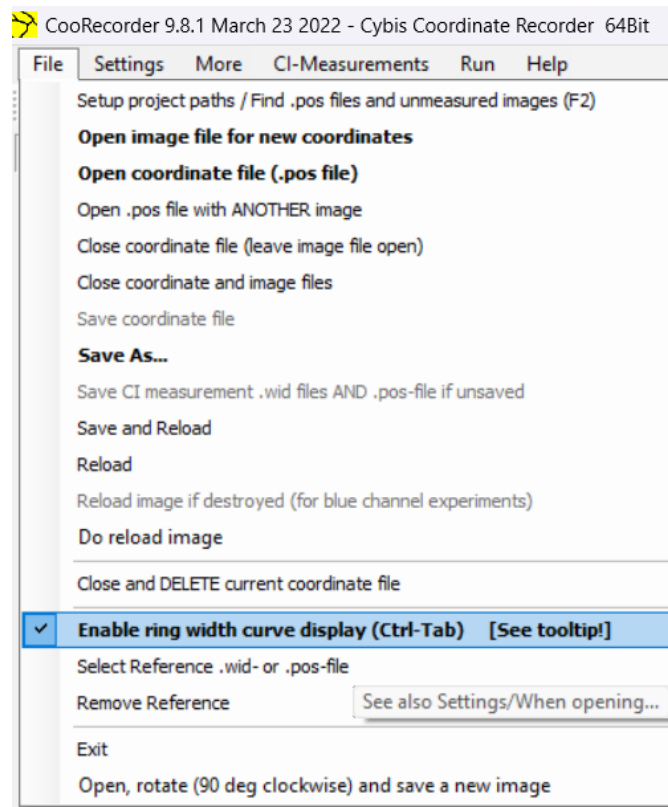 CooRecorder 9.8.1 March 23 2022 - Cybis Coordinate Recorder 64Bit
File Settings More CI-Measurements Run Help
Setup project paths / Find .pos files and unmeasured images (F2)
Open image file for new coordinates
Open coordinate file (.pos file)
Open .pos file with ANOTHER image
Close coordinate file (leave image file open)
Close coordinate and image files
Save coordinate file
Save As...
Save CI measurement .wid files AND .pos-file if unsaved
Save and Reload
Reload
Reload image if destroyed (for blue channel experiments)
Do reload image
Close and DELETE current coordinate file
Enable ring width curve display (Ctrl-Tab) [See tooltip!]
Select Reference .wid- or .pos-file
Remove Reference See also Settings/When opening...
Exit
Open, rotate (90 deg clockwise) and save a new image